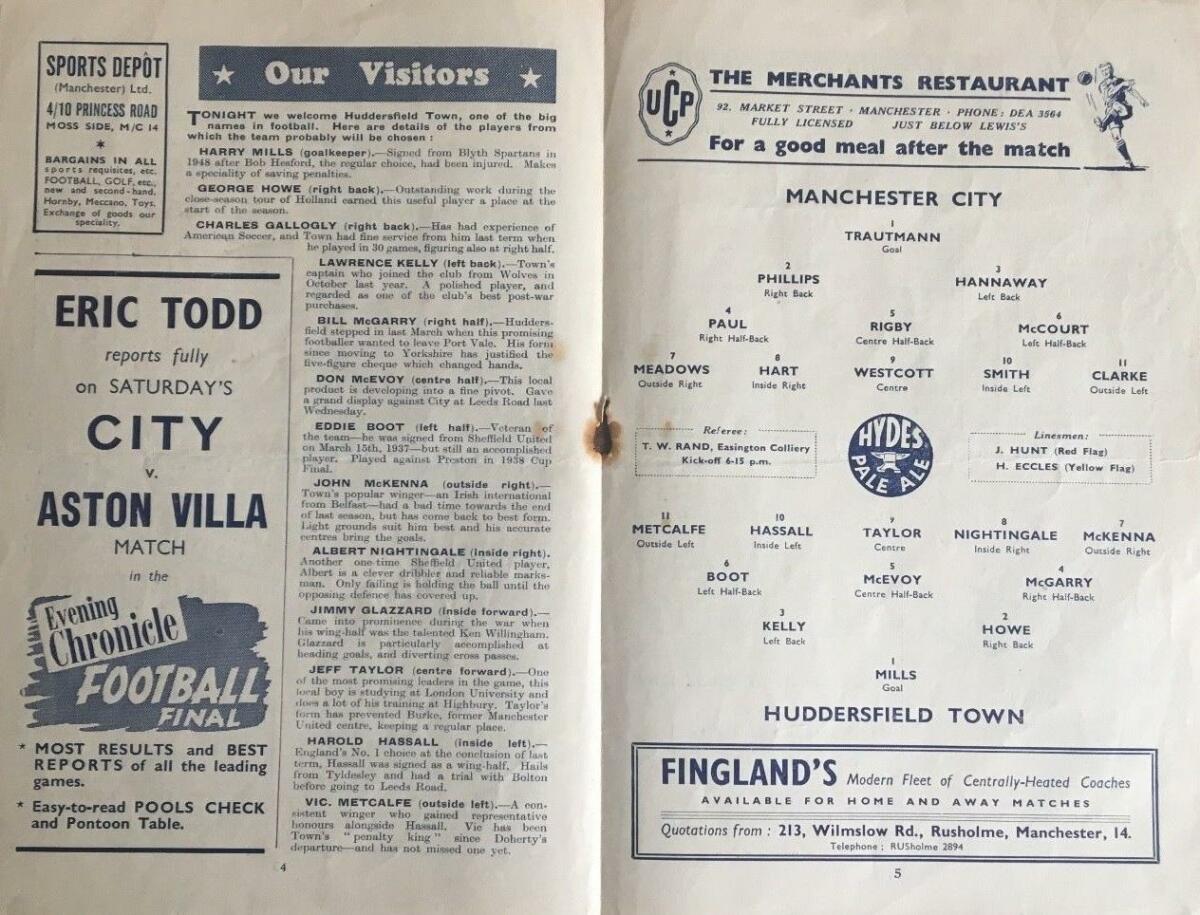 SPORTS DEPÔT
(Manchester) Ltd.
4/10 PRINCESS ROAD
MOSS SIDE, M/C 14
*
BARGAINS IN ALL
sports requisites, etc.
FOOTBALL, GOLF, etc.,
new and second-hand.
Hornby, Meccano, Toys.
Exchange of goods our
speciality.
ERIC TODD
reports fully
on SATURDAY'S
CITY
v.
ASTON VILLA
MATCH
in the
Evening
Chronicle
FOOTBALL
FINAL
* MOST RESULTS and BEST
REPORTS of all the leading
games.
* Easy-to-read POOLS CHECK
and Pontoon Table.
★ Our Visitors ★
TONIGHT we welcome Huddersfield Town, one of the big
names in football. Here are details of the players from
which the team probably will be chosen :
HARRY MILLS (goalkeeper).—Signed from Blyth Spartans in
1948 after Bob Hesford, the regular choice, had been injured. Makes
a speciality of saving penalties.
GEORGE HOWE (right back).—Outstanding work during the
close-season tour of Holland earned this useful player a place at the
start of the season.
CHARLES GALLOGLY (right back).—Has had experience of
American Soccer, and Town had fine service from him last term when
he played in 30 games, figuring also at right half.
LAWRENCE KELLY (left back).—Town's
captain who joined the club from Wolves in
October last year. A polished player, and
regarded as one of the club's best post-war
purchases.
BILL McGARRY (right half).—Hudders-
field stepped in last March when this promising
footballer wanted to leave Port Vale. His form
since moving to Yorkshire has justified the
five-figure cheque which changed hands.
DON McEVOY (centre half).—This local
product is developing into a fine pivot. Gave
a grand display against City at Leeds Road last
Wednesday.
EDDIE BOOT (left half).—Veteran of
the team—he was signed from Sheffield United
on March 15th, 1937—but still an accomplished
player. Played against Preston in 1938 Cup
Final.
JOHN McKENNA (outside right).—
Town's popular winger—an Irish international
from Belfast—had a bad time towards the end
of last season, but has come back to best form.
Light grounds suit him best and his accurate
centres bring the goals.
ALBERT NIGHTINGALE (inside right).
Another one-time Sheffield United player,
Albert is a clever dribbler and reliable marks-
man. Only failing is holding the ball until the
opposing defence has covered up.
JIMMY GLAZZARD (inside forward).—
Came into prominence during the war when
his wing-half was the talented Ken Willingham.
Glazzard is particularly accomplished at
heading goals, and diverting cross passes.
JEFF TAYLOR (centre forward).—One
of the most promising leaders in the game, this
local boy is studying at London University and
does a lot of his training at Highbury. Taylor's
form has prevented Burke, former Manchester
United centre, keeping a regular place.
HAROLD HASSALL (inside left).—
England's No. 1 choice at the conclusion of last
term, Hassall was signed as a wing-half. Hails
from Tyldesley and had a trial with Bolton
before going to Leeds Road.
VIC. METCALFE (outside left).—A con-
sistent winger who gained representative
honours alongside Hassall. Vic has been
Town's "penalty king" since Doherty's
departure—and has not missed one yet.
4
UCP
THE MERCHANTS RESTAURANT
92, MARKET STREET · MANCHESTER · PHONE: DEA 3564
FULLY LICENSED JUST BELOW LEWIS'S
For a good meal after the match
MANCHESTER CITY
1
TRAUTMANN
Goal
2 3
PHILLIPS HANNAWAY
Right Back Left Back
4 5 6
PAUL RIGBY McCOURT
Right Half-Back Centre Half-Back Left Half-Back
7 8 9 10 11
MEADOWS HART WESTCOTT SMITH CLARKE
Outside Right Inside Right Centre Inside Left Outside Left
Referee:
T. W. RAND, Easington Colliery
Kick-off 6-15 p.m.
HYDES'
PALE ALE
Linesmen:
J. HUNT (Red Flag)
H. ECCLES (Yellow Flag)
11 10 9 8 7
METCALFE HASSALL TAYLOR NIGHTINGALE McKENNA
Outside Left Inside Left Centre Inside Right Outside Right
6 5 4
BOOT McEVOY McGARRY
Left Half-Back Centre Half-Back Right Half-Back
3 2
KELLY HOWE
Left Back Right Back
1
MILLS
Goal
HUDDERSFIELD TOWN
FINGLAND'S Modern Fleet of Centrally-Heated Coaches
AVAILABLE FOR HOME AND AWAY MATCHES
Quotations from : 213, Wilmslow Rd., Rusholme, Manchester, 14.
Telephone ; RUSholme 2894
5